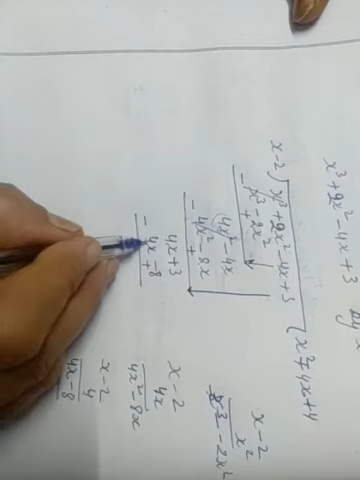 x³ + 2x² - 4x + 3 by x
x-2 ) x³ + 2x² - 4x + 3 ( x² + 4x + 4
x³ - 2x²
- +
4x² - 4x
4x² - 8x
- +
4x + 3
4x - 8
- +
x - 2
x²
x³ - 2x²
x - 2
4x
4x² - 8x
x - 2
4
4x - 8